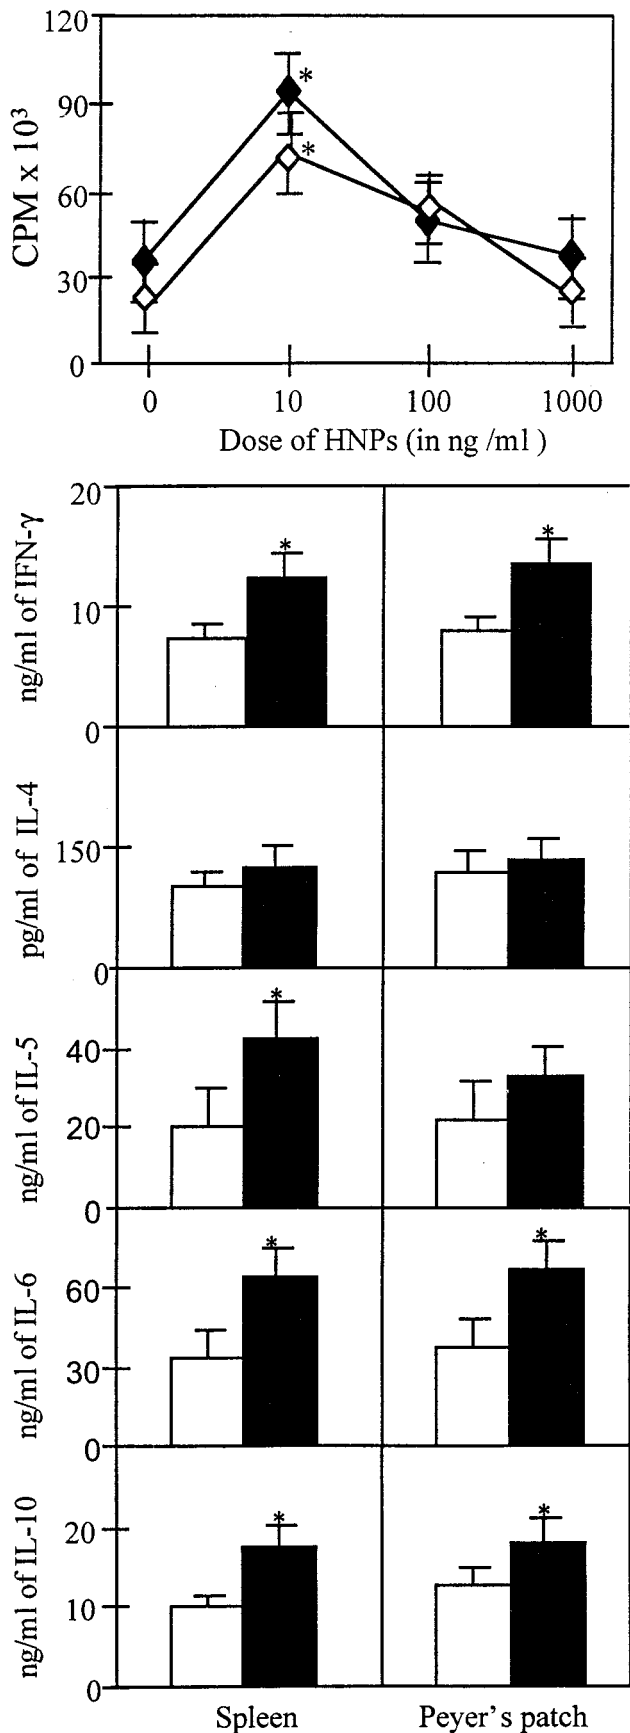 120
90
60
30
0
CPM x 10³
*
*
0 10 100 1000
Dose of HNPs (in ng /ml )
ng/ml of IFN-γ
20
10
0
* *
pg/ml of IL-4
150
0
ng/ml of IL-5
40
20
0
*
ng/ml of IL-6
60
30
0
* *
ng/ml of IL-10
20
10
0
* *
Spleen Peyer's patch